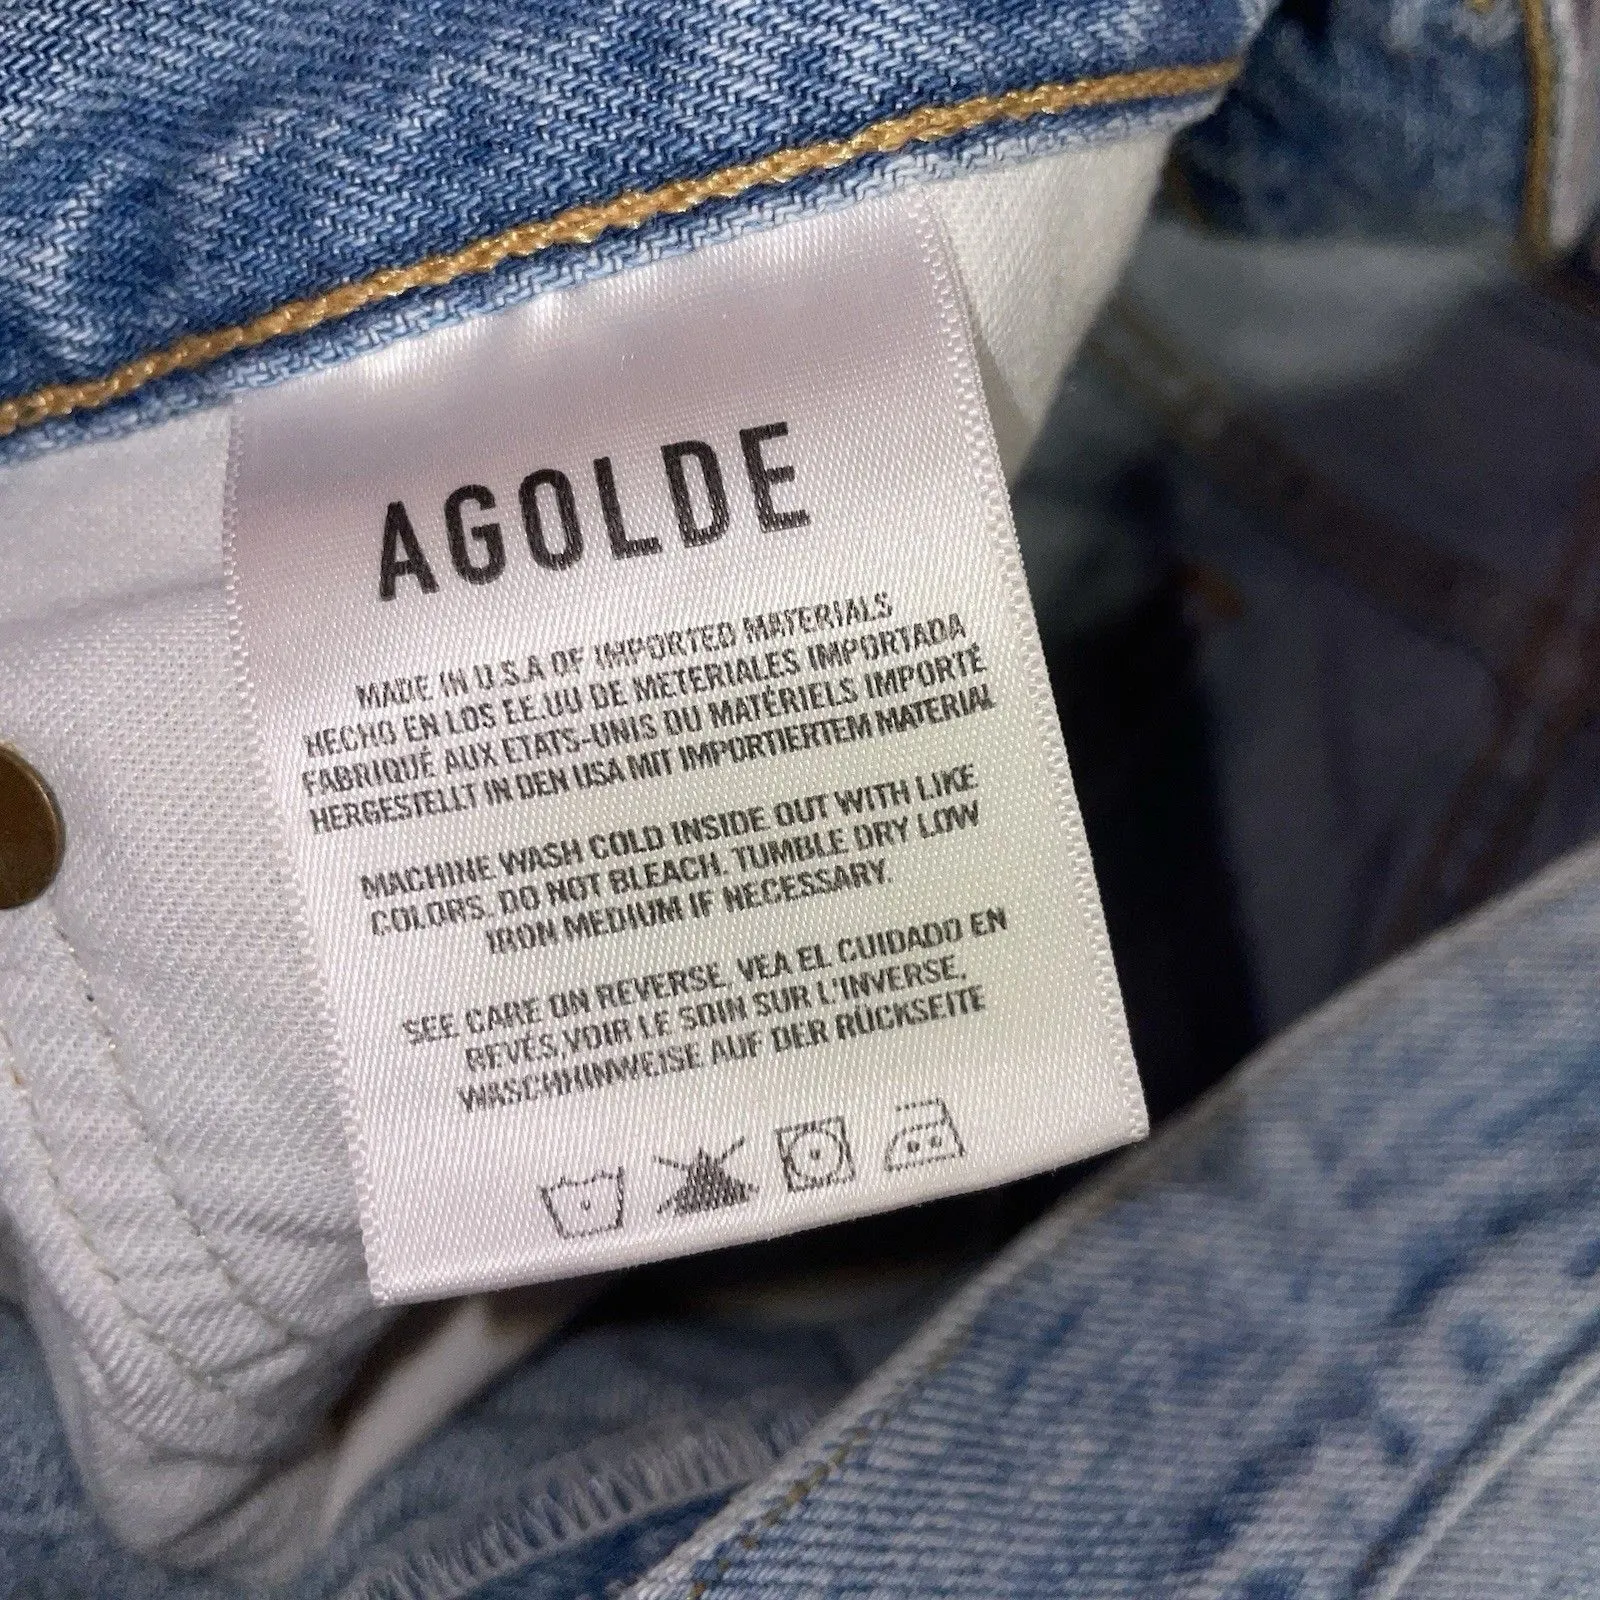 AGOLDE
MADE IN U.S.A OF IMPORTED MATERIALS
HECHO EN LOS EE.UU DE METERIALES IMPORTADA
FABRIQUÉ AUX ETATS-UNIS DU MATÉRIELS IMPORTÉ
HERGESTELLT IN DEN USA MIT IMPORTIERTEM MATERIAL
MACHINE WASH COLD INSIDE OUT WITH LIKE
COLORS. DO NOT BLEACH. TUMBLE DRY LOW
IRON MEDIUM IF NECESSARY.
SEE CARE ON REVERSE, VEA EL CUIDADO EN
REVÉS,VOIR LE SOIN SUR L'INVERSE,
WASCHHINWEISE AUF DER RÜCKSEITE